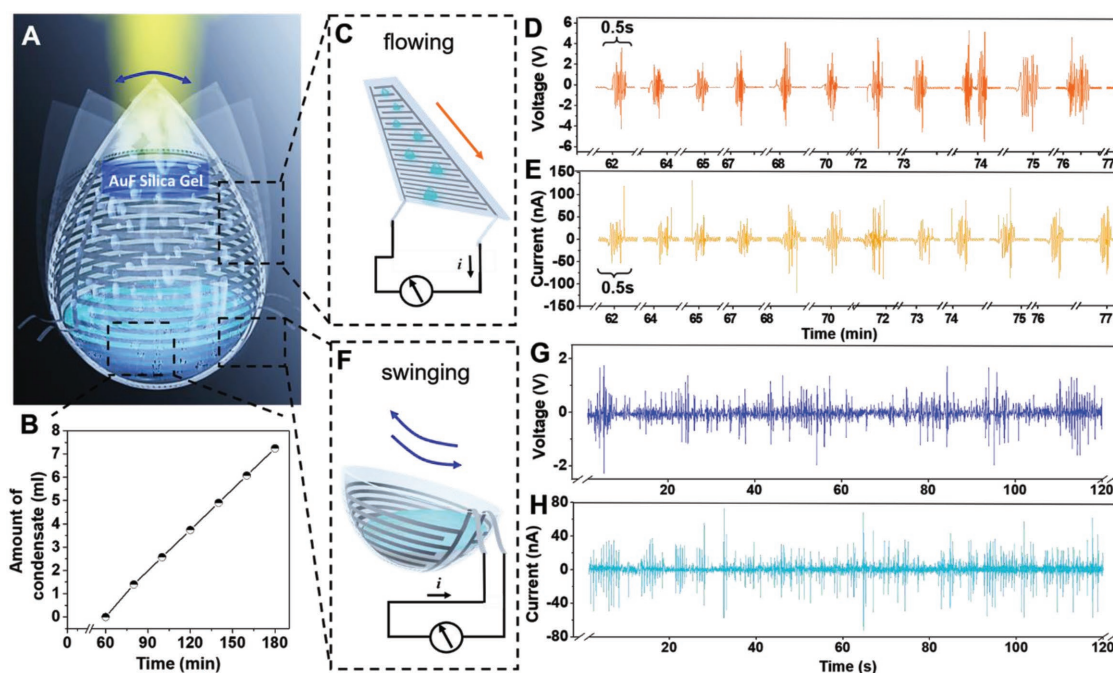 A
AuF Silica Gel
B
Amount of
condensate (ml)
8
7
6
5
4
3
2
1
0
0 60 90 120 150 180
Time (min)
C
flowing
i
F
swinging
i
D
0.5s
Voltage (V)
6
4
2
0
-2
-4
6
62 64 65 67 68 70 72 73 74 75 76 77
E
Current (nA)
150
100
50
0
-50
-100
-150
0.5s
62 64 65 67 68 70 72 73 74 75 76 77
Time (min)
G
Voltage (V)
2
0
-2
20 40 60 80 100 120
H
Current (nA)
80
40
0
-40
-80
20 40 60 80 100 120
Time (s)